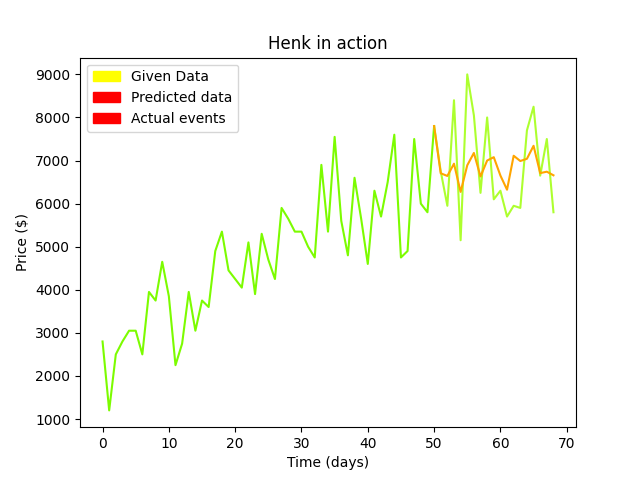 Henk in action
Given Data
Predicted data
Actual events
Price ($)
9000
8000
7000
6000
5000
4000
3000
2000
1000
0 10 20 30 40 50 60 70
Time (days)